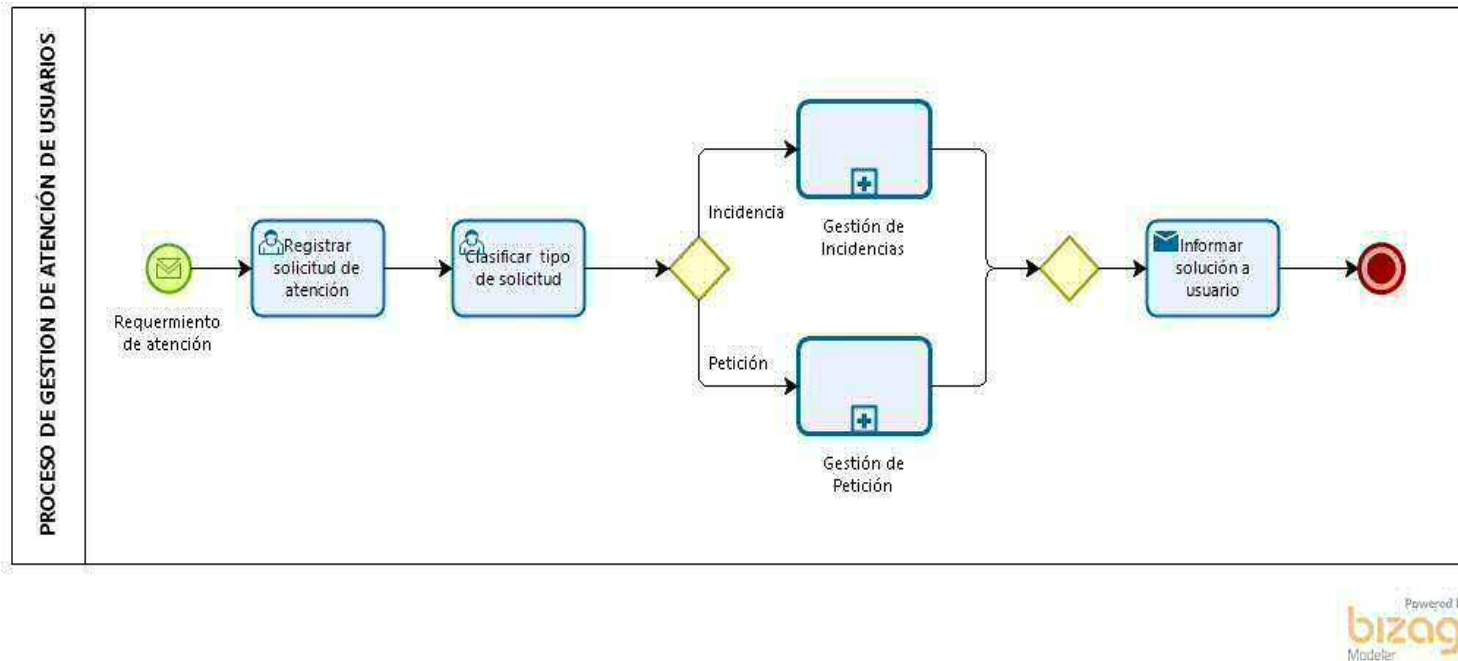 PROCESO DE GESTION DE ATENCIÓN DE USUARIOS
Requermiento
de atención
Registrar
solicitud de
atención
Clasificar tipo
de solicitud
Incidencia
Petición
Gestión de
Incidencias
Gestión de
Petición
Informar
solución a
usuario
Powered
bizag
Modeler